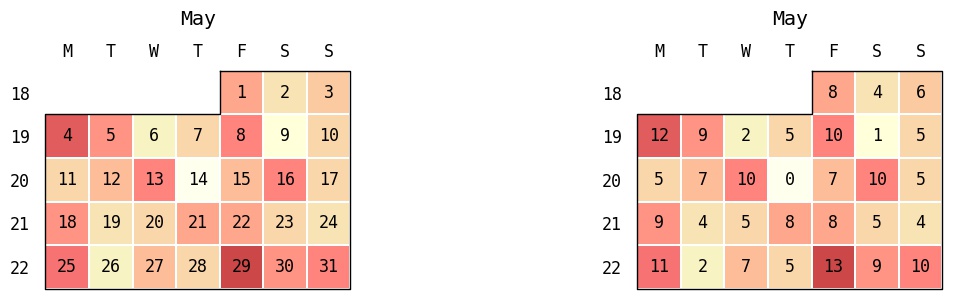 May
M T W T F S S
18 1 2 3
19 4 5 6 7 8 9 10
20 11 12 13 14 15 16 17
21 18 19 20 21 22 23 24
22 25 26 27 28 29 30 31
May
M T W T F S S
18 8 4 6
19 12 9 2 5 10 1 5
20 5 7 10 0 7 10 5
21 9 4 5 8 8 5 4
22 11 2 7 5 13 9 10